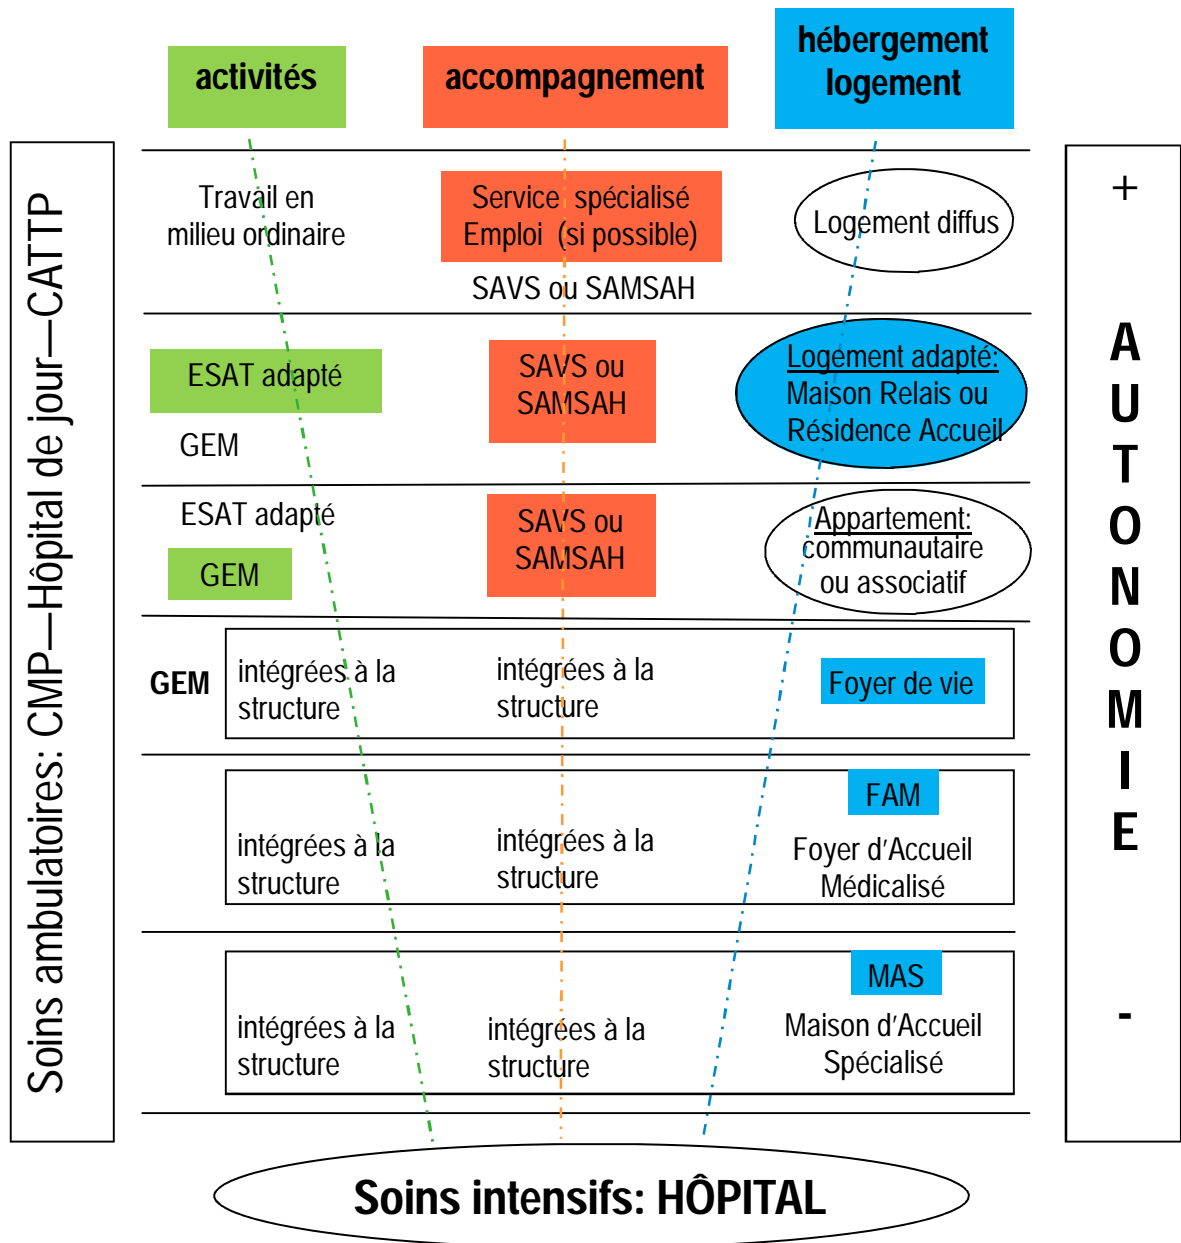 activités
accompagnement
hébergement
logement
Soins ambulatoires: CMP—Hôpital de jour—CATTP
Travail en
milieu ordinaire
Service spécialisé
Emploi (si possible)
SAVS ou SAMSAH
Logement diffus
ESAT adapté
GEM
SAVS ou
SAMSAH
Logement adapté:
Maison Relais ou
Résidence Accueil
ESAT adapté
GEM
SAVS ou
SAMSAH
Appartement:
communautaire
ou associatif
GEM
intégrées à la
structure
intégrées à la
structure
Foyer de vie
intégrées à la
structure
intégrées à la
structure
FAM
Foyer d'Accueil
Médicalisé
intégrées à la
structure
intégrées à la
structure
MAS
Maison d'Accueil
Spécialisé
+
A
U
T
O
N
O
M
I
E
-
Soins intensifs: HÔPITAL